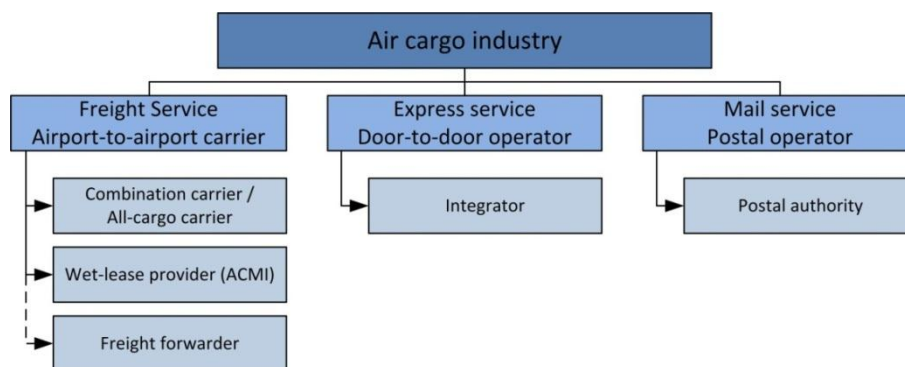 Air cargo industry
Freight Service
Airport-to-airport carrier
Express service
Door-to-door operator
Mail service
Postal operator
Combination carrier /
All-cargo carrier
Integrator
Postal authority
Wet-lease provider (ACMI)
Freight forwarder